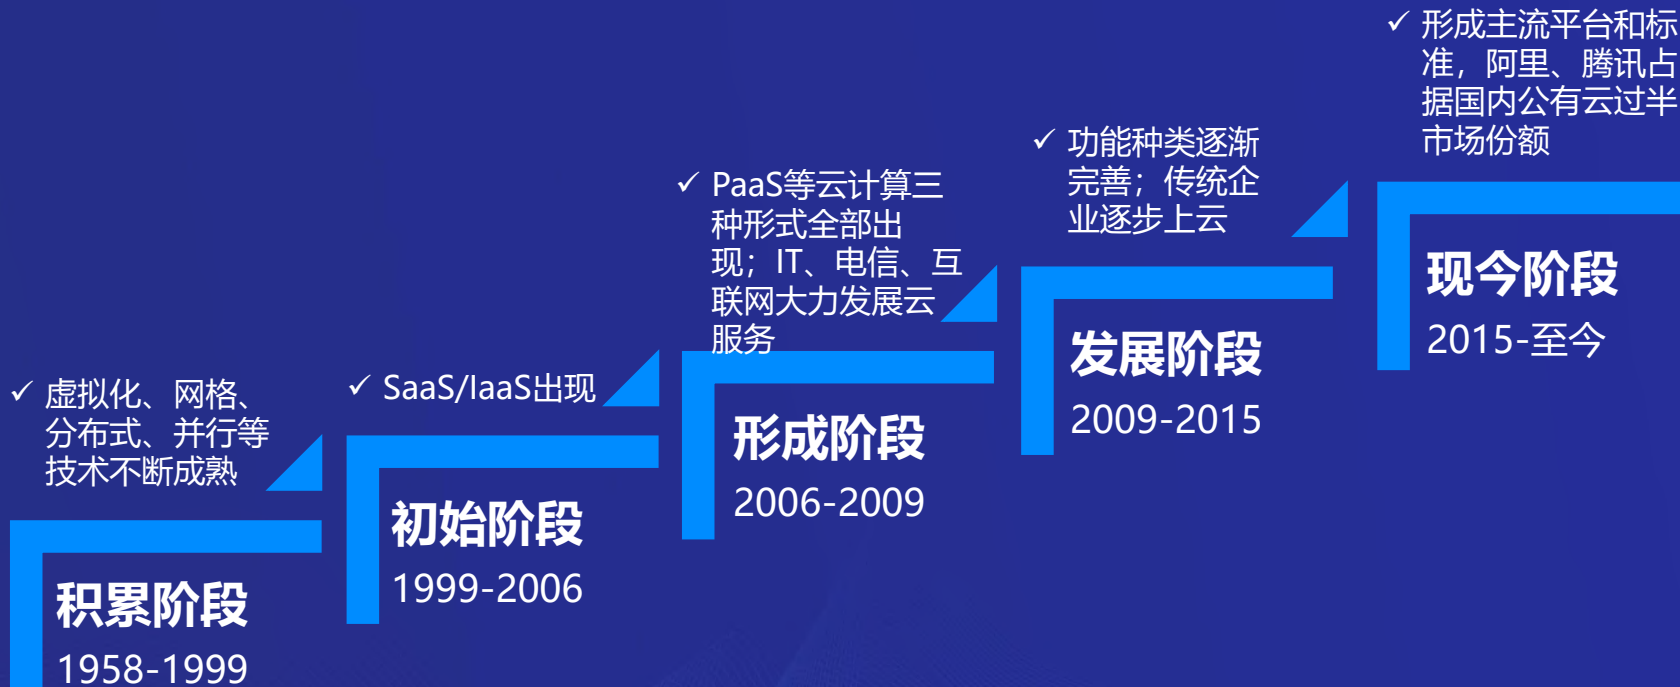 虚拟化、网格、
分布式、并行等
技术不断成熟
积累阶段
1958-1999
SaaS/IaaS出现
初始阶段
1999-2006
PaaS等云计算三
种形式全部出
现；IT、电信、互
联网大力发展云
服务
形成阶段
2006-2009
功能种类逐渐
完善；传统企
业逐步上云
发展阶段
2009-2015
形成主流平台和标
准，阿里、腾讯占
据国内公有云过半
市场份额
现今阶段
2015-至今